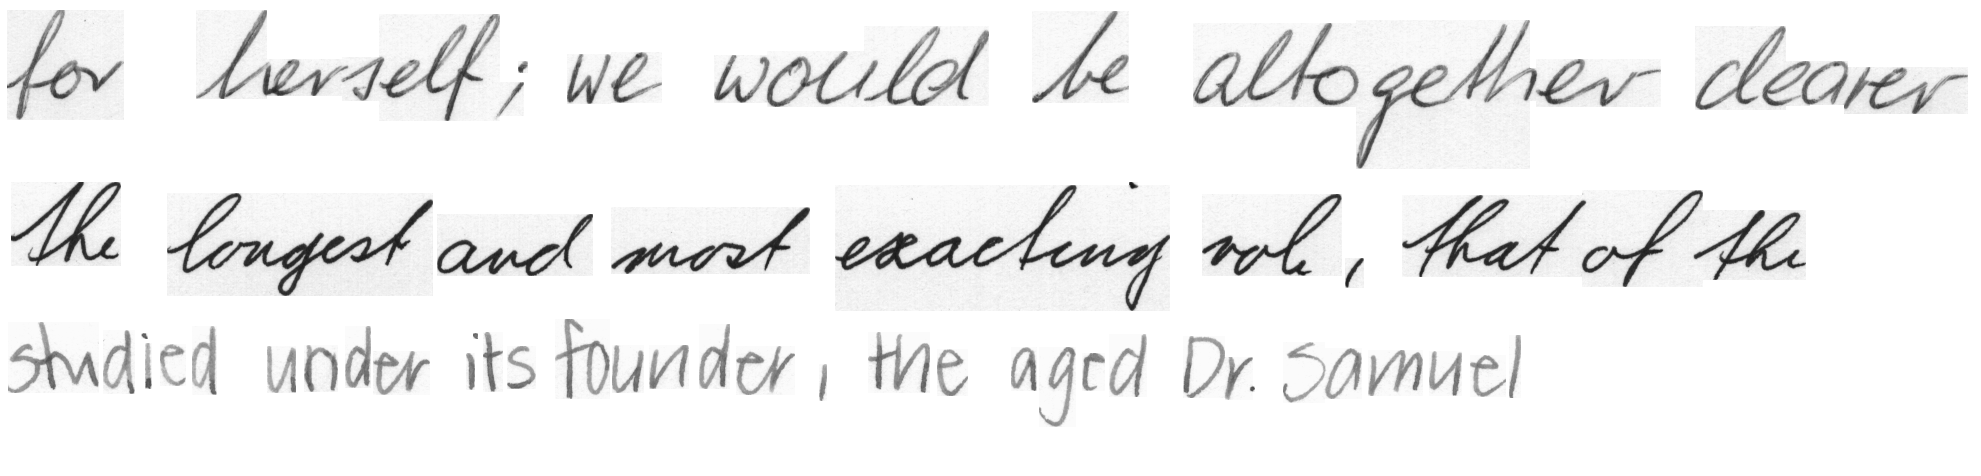 for herself; we would be altogether clearer
the longest and most exacting role, that of the
studied under its founder, the aged Dr. Samuel